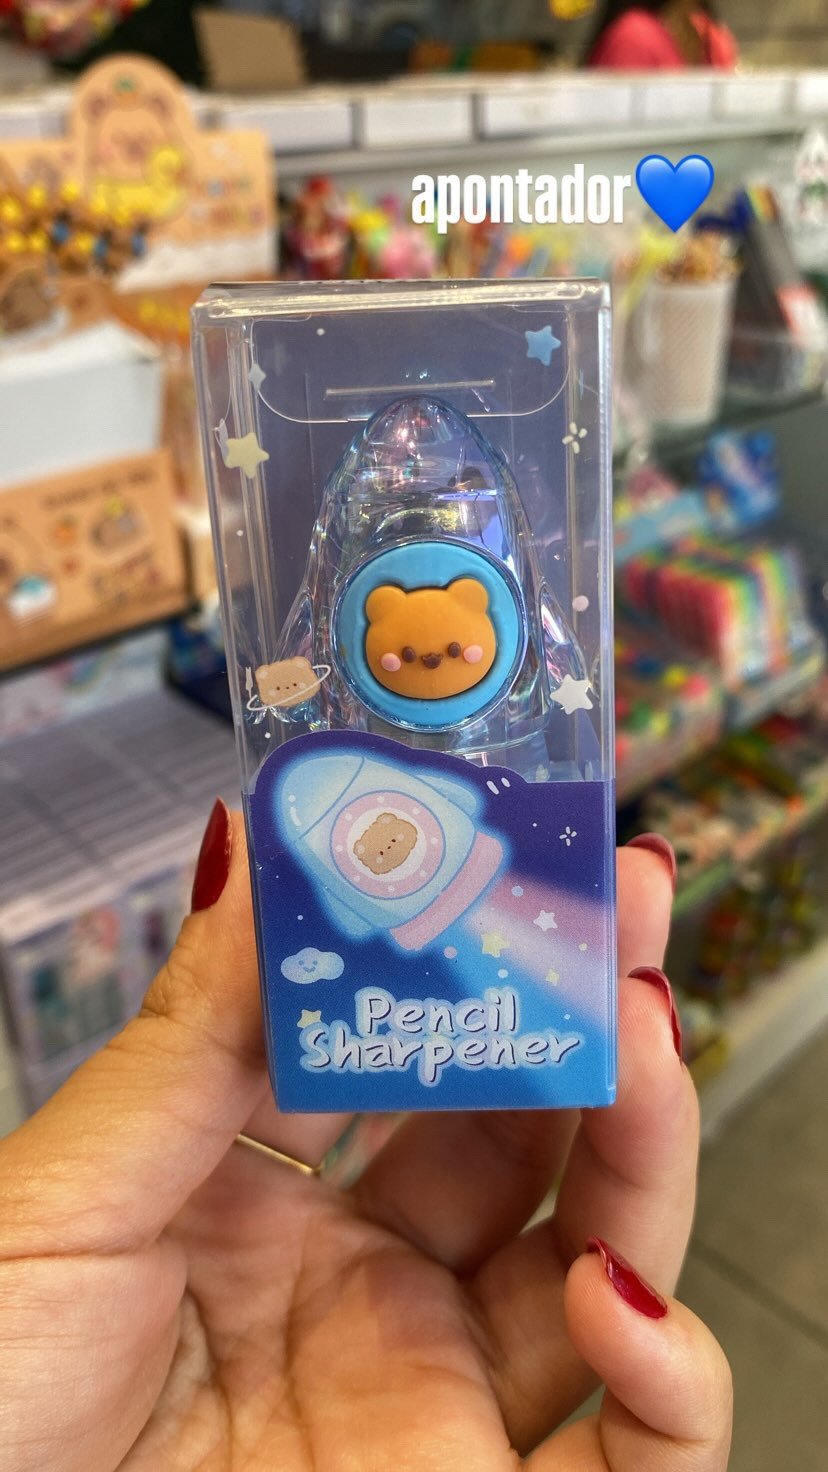 apontador💙
Pencil
Sharpener